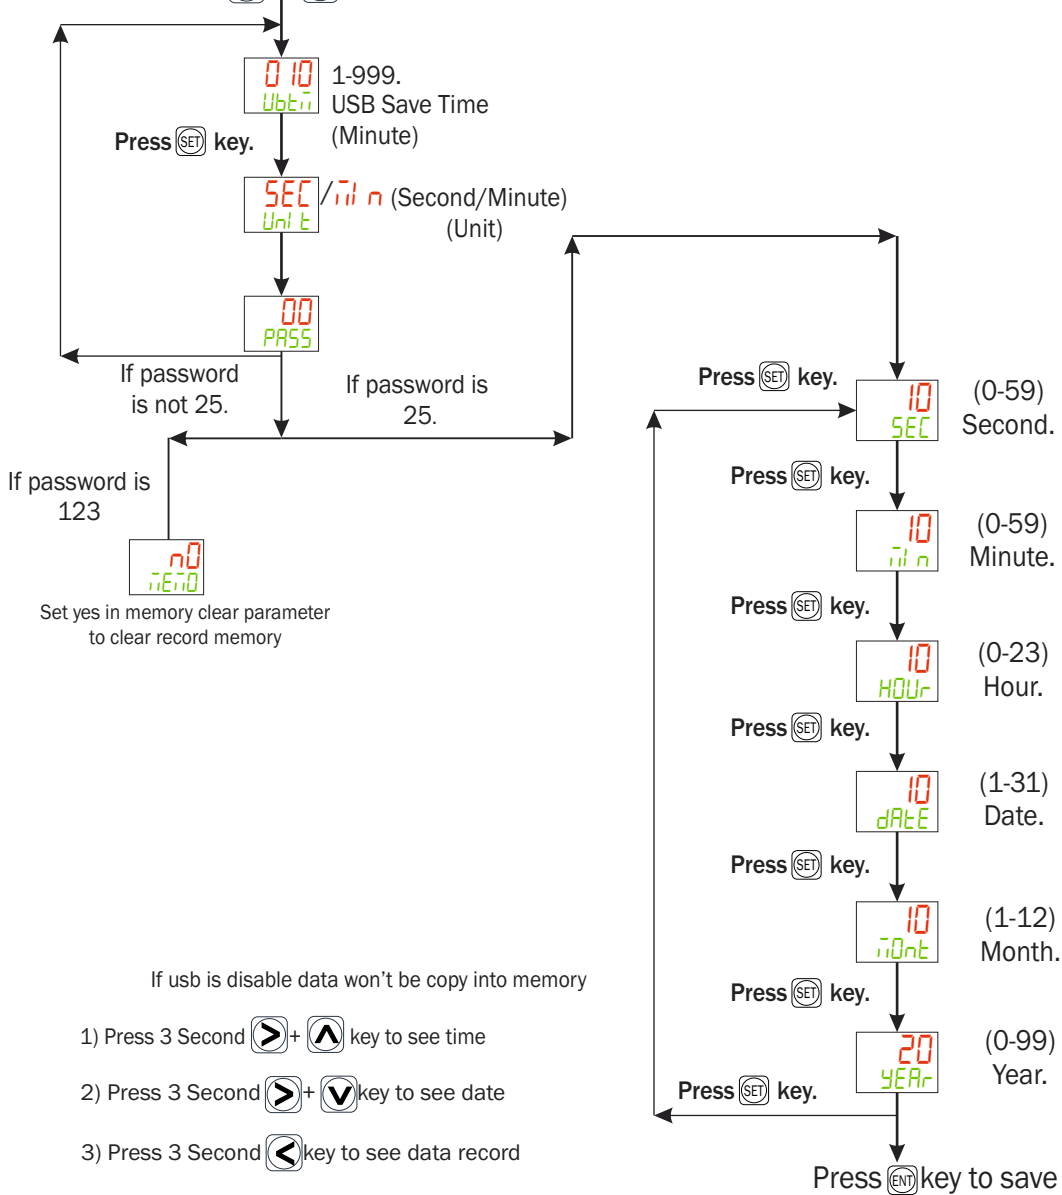 010
UbtM
1-999.
USB Save Time
(Minute)
Press SET key.
SEC / MIn (Second/Minute)
UnIt
(Unit)
00
PASS
If password
is not 25.
If password is
25.
If password is
123
nO
MEMO
Set yes in memory clear parameter
to clear record memory
Press SET key.
10
SEC
(0-59)
Second.
Press SET key.
10
MIn
(0-59)
Minute.
Press SET key.
10
HOUr
(0-23)
Hour.
Press SET key.
10
dAtE
(1-31)
Date.
Press SET key.
10
MOnt
(1-12)
Month.
Press SET key.
20
yEAr
(0-99)
Year.
Press SET key.
Press ENT key to save
If usb is disable data won't be copy into memory
1) Press 3 Second > + ∧ key to see time
2) Press 3 Second > + ∨ key to see date
3) Press 3 Second < key to see data record